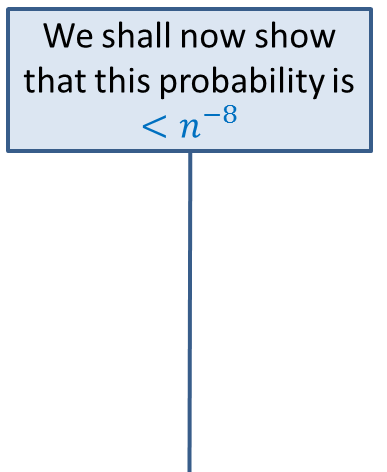 We shall now show
that this probability is
< n⁻⁸